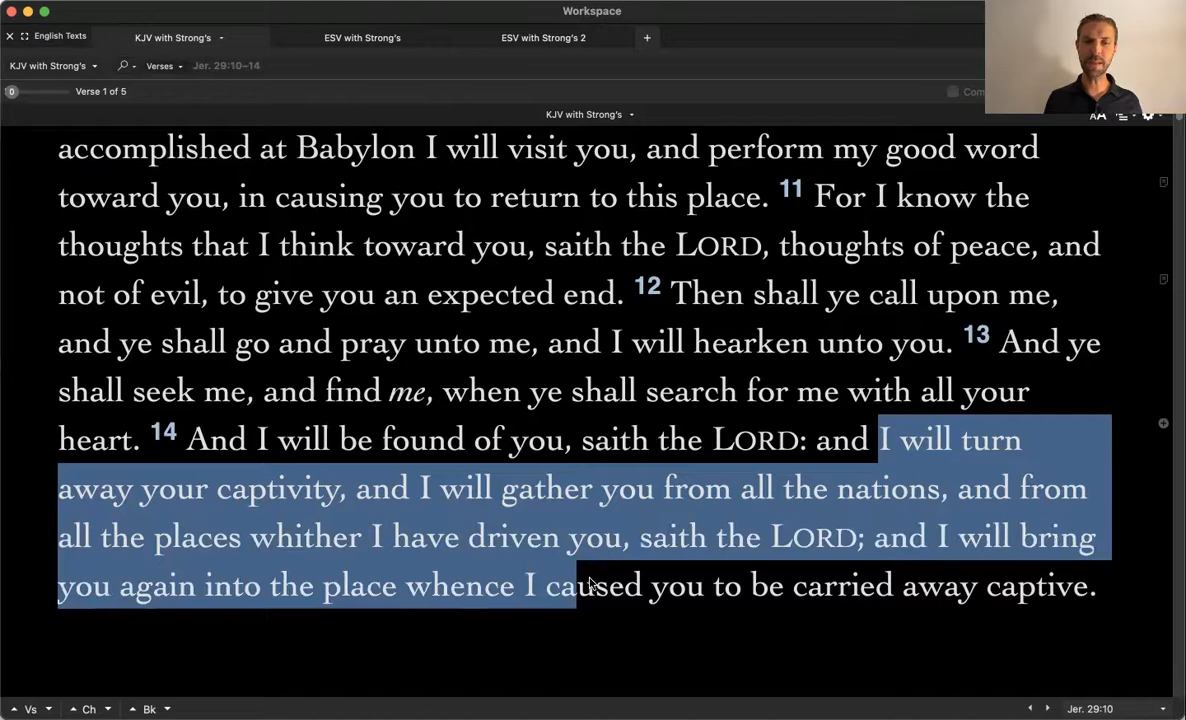 Workspace
English Texts
KJV with Strong's
ESV with Strong's
ESV with Strong's 2
+
KJV with Strong's
Verses
Jer. 29:10–14
0
Verse 1 of 5
Com
KJV with Strong's
AA
accomplished at Babylon I will visit you, and perform my good word
toward you, in causing you to return to this place. 11 For I know the
thoughts that I think toward you, saith the LORD, thoughts of peace, and
not of evil, to give you an expected end. 12 Then shall ye call upon me,
and ye shall go and pray unto me, and I will hearken unto you. 13 And ye
shall seek me, and find me, when ye shall search for me with all your
heart. 14 And I will be found of you, saith the LORD: and I will turn
away your captivity, and I will gather you from all the nations, and from
all the places whither I have driven you, saith the LORD; and I will bring
you again into the place whence I caused you to be carried away captive.
Vs
Ch
Bk
Jer. 29:10